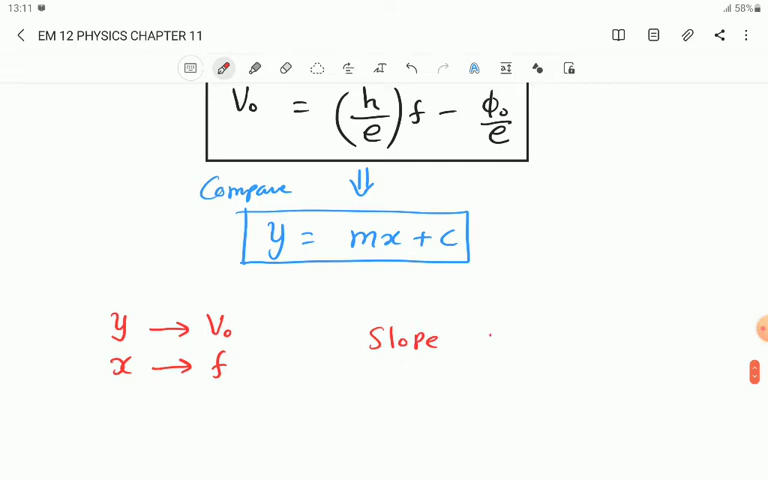 13:11 58%
EM 12 PHYSICS CHAPTER 11
V₀ = (h/e) f - ϕ₀/e
Compare ⇓
y = mx + c
y → V₀
x → f
Slope